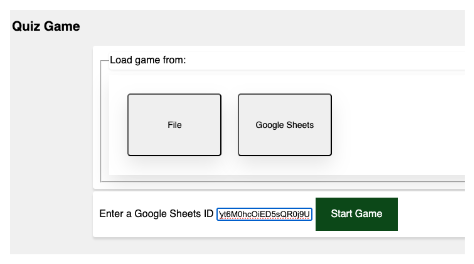 Quiz Game
Load game from:
File
Google Sheets
Enter a Google Sheets ID yt6M0hcOiED5sQR0j9U
Start Game